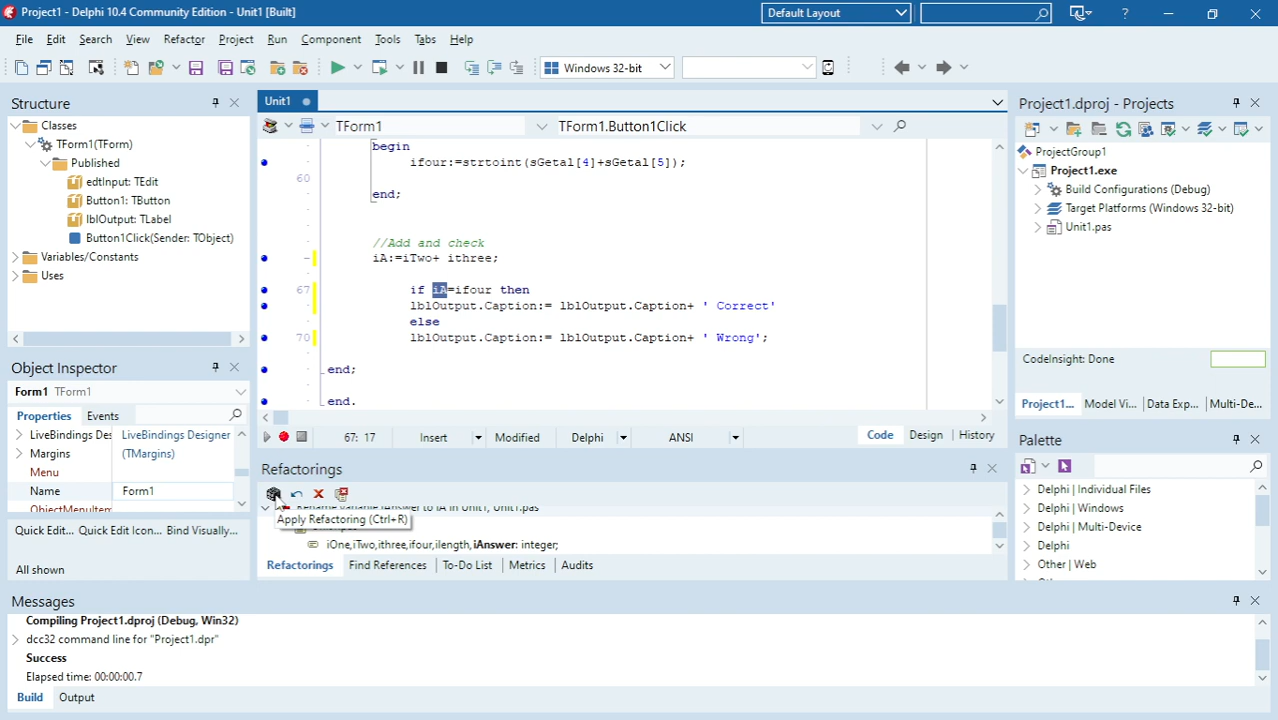 Project1 - Delphi 10.4 Community Edition - Unit1 [Built]
Default Layout
?
File Edit Search View Refactor Project Run Component Tools Tabs Help
Windows 32-bit
Structure
Classes
TForm1(TForm)
Published
edtInput: TEdit
Button1: TButton
lblOutput: TLabel
Button1Click(Sender: TObject)
Variables/Constants
Uses
Object Inspector
Form1 TForm1
Properties Events
LiveBindings Des LiveBindings Designer
Margins (TMargins)
Menu
Name Form1
Quick Edit... Quick Edit Icon... Bind Visually...
All shown
Unit1
TForm1 TForm1.Button1Click
begin
ifour:=strtoint(sGetal[4]+sGetal[5]);
60
end;
//Add and check
iA:=iTwo+ ithree;
67 if iA=ifour then
lblOutput.Caption:= lblOutput.Caption+ ' Correct'
else
70 lblOutput.Caption:= lblOutput.Caption+ ' Wrong';
end;
end.
67: 17 Insert Modified Delphi ANSI Code Design History
Refactorings
Rename variable iAnswer to iA in Unit1, Unit1.pas
Apply Refactoring (Ctrl+R)
iOne,iTwo,ithree,ifour,ilength,iAnswer: integer;
Refactorings Find References To-Do List Metrics Audits
Project1.dproj - Projects
ProjectGroup1
Project1.exe
Build Configurations (Debug)
Target Platforms (Windows 32-bit)
Unit1.pas
CodeInsight: Done
Project1... Model Vi... Data Exp... Multi-De...
Palette
Delphi | Individual Files
Delphi | Windows
Delphi | Multi-Device
Delphi
Other | Web
Messages
Compiling Project1.dproj (Debug, Win32)
dcc32 command line for "Project1.dpr"
Success
Elapsed time: 00:00:00.7
Build Output